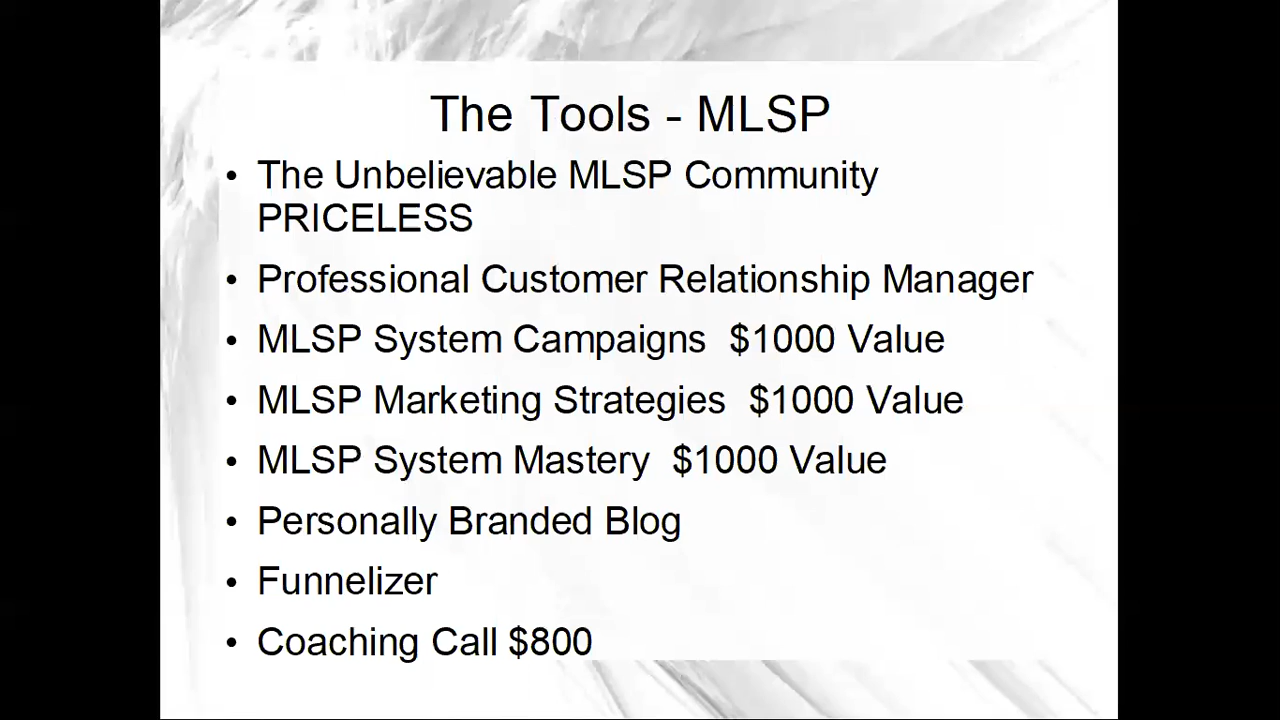 The Tools - MLSP
• The Unbelievable MLSP Community
PRICELESS
• Professional Customer Relationship Manager
• MLSP System Campaigns  $1000 Value
• MLSP Marketing Strategies  $1000 Value
• MLSP System Mastery  $1000 Value
• Personally Branded Blog
• Funnelizer
• Coaching Call $800